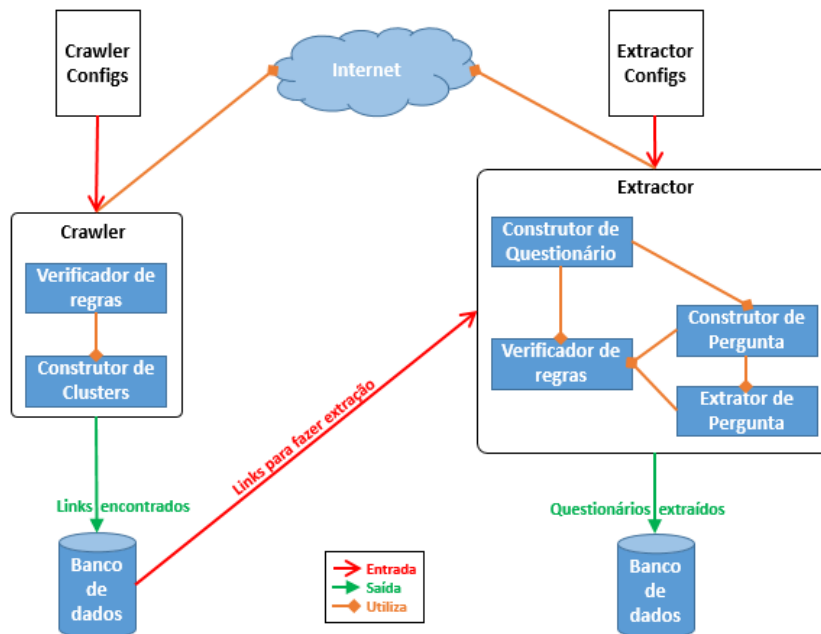 Crawler
Configs
Internet
Extractor
Configs
Crawler
Verificador de
regras
Construtor de
Clusters
Extractor
Construtor de
Questionário
Verificador de
regras
Construtor de
Pergunta
Extrator de
Pergunta
Links para fazer extração
Links encontrados
Questionários extraídos
Banco
de
dados
Entrada
Saída
Utiliza
Banco
de
dados